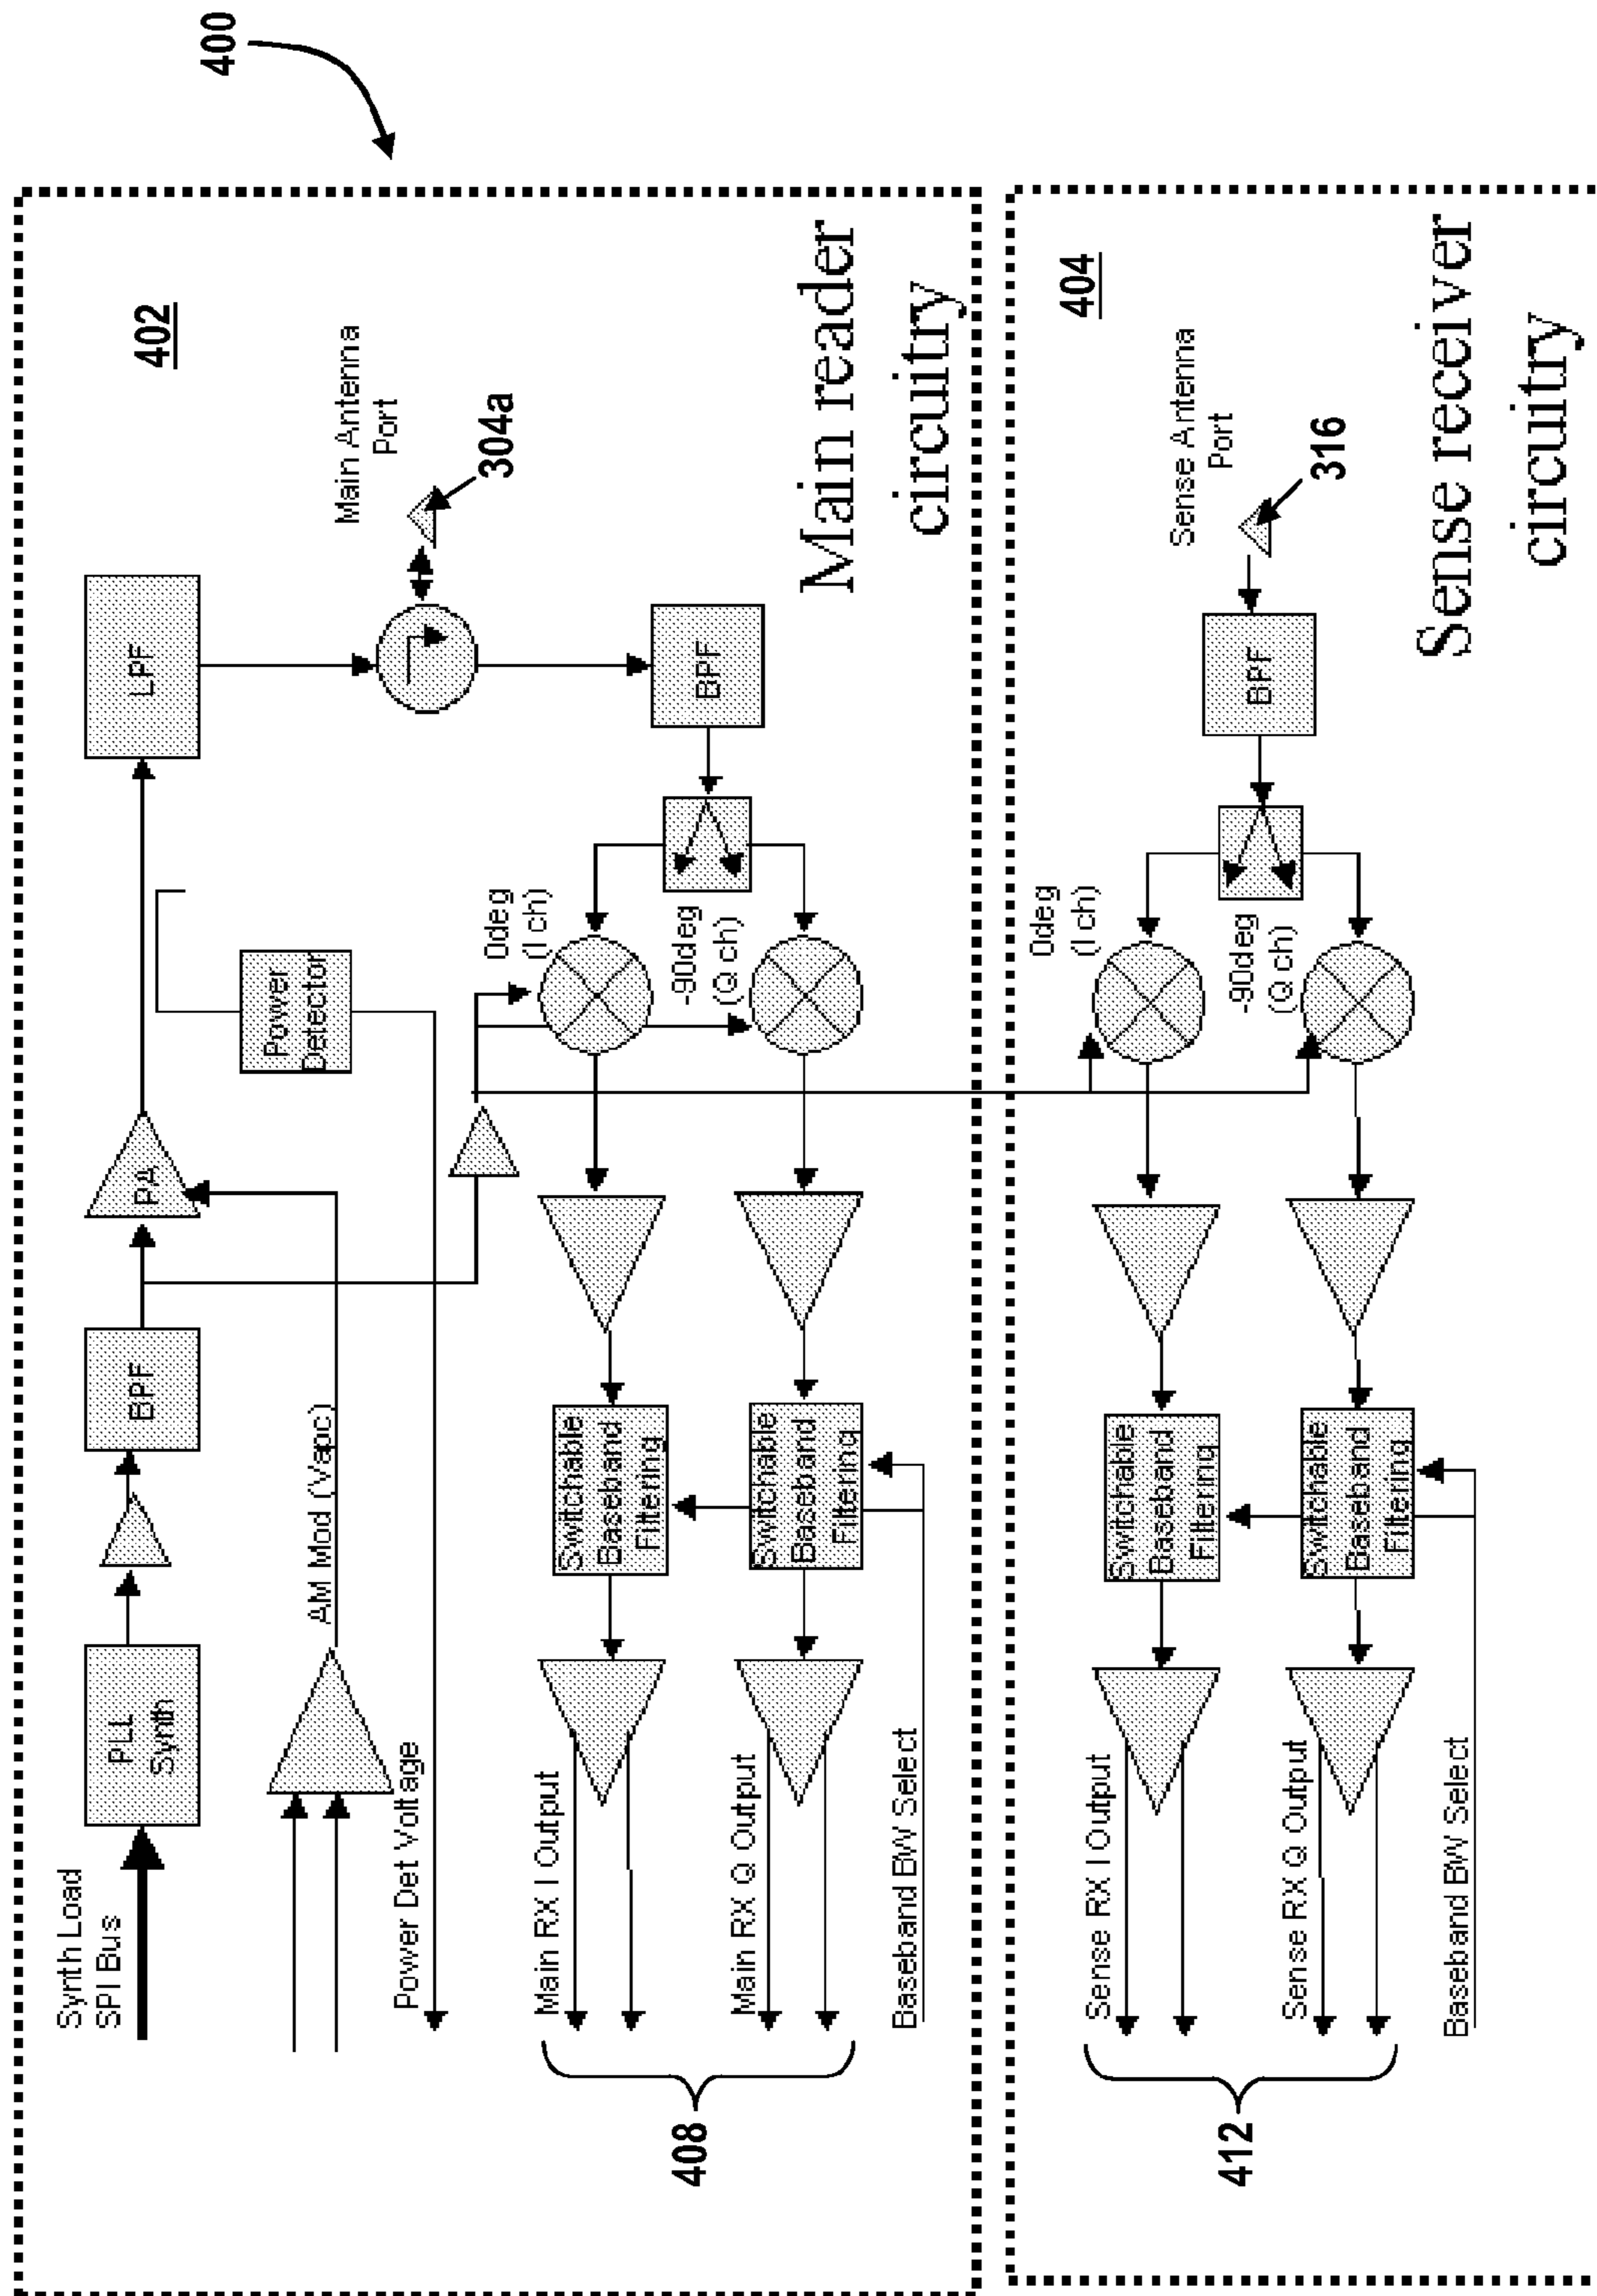 400
402
Synth Load
SPI Bus
PLL
Synth
BPF
PA
LPF
AM Mod (Vapc)
Power
Detector
Main Antenna
Port
304a
Power Det Voltage
0deg
(I ch)
Main RX I Output
Switchable
Baseband
Filtering
-90deg
(Q ch)
BPF
408
Main RX Q Output
Switchable
Baseband
Filtering
Baseband BW Select
Main reader
circuitry
404
0deg
(I ch)
Sense Antenna
Port
316
Sense RX I Output
Switchable
Baseband
Filtering
-90deg
(Q ch)
BPF
412
Sense RX Q Output
Switchable
Baseband
Filtering
Baseband BW Select
Sense receiver
circuitry